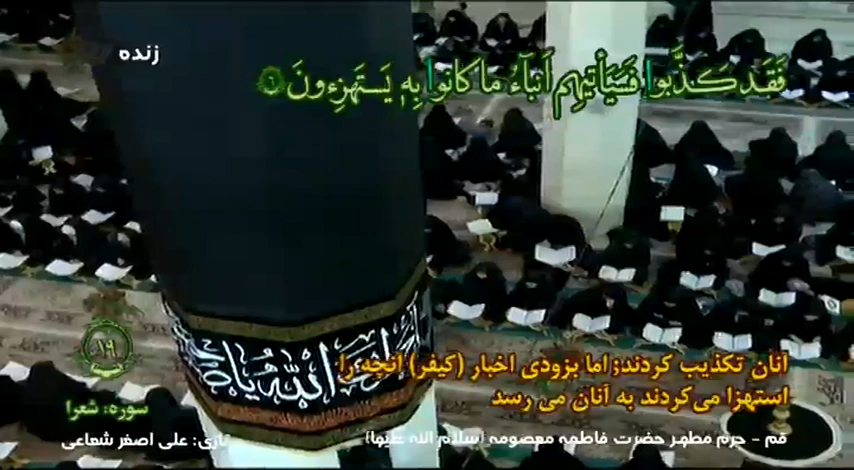 زنده
فَقَدْ كَذَّبُوا فَسَيَأْتِيهِمْ أَنْبَاءُ مَا كَانُوا بِهِ يَسْتَهْزِءُونَ ٦
آنان تکذیب کردند؛ اما بزودی اخبار (کیفر) آنچه را
استهزا می‌کردند به آنان می رسد
۱۹
سوره: شعرا
قاری: علی اصغر شعاعی
قم - حرم مطهر حضرت فاطمه معصومه (سلام الله علیها)